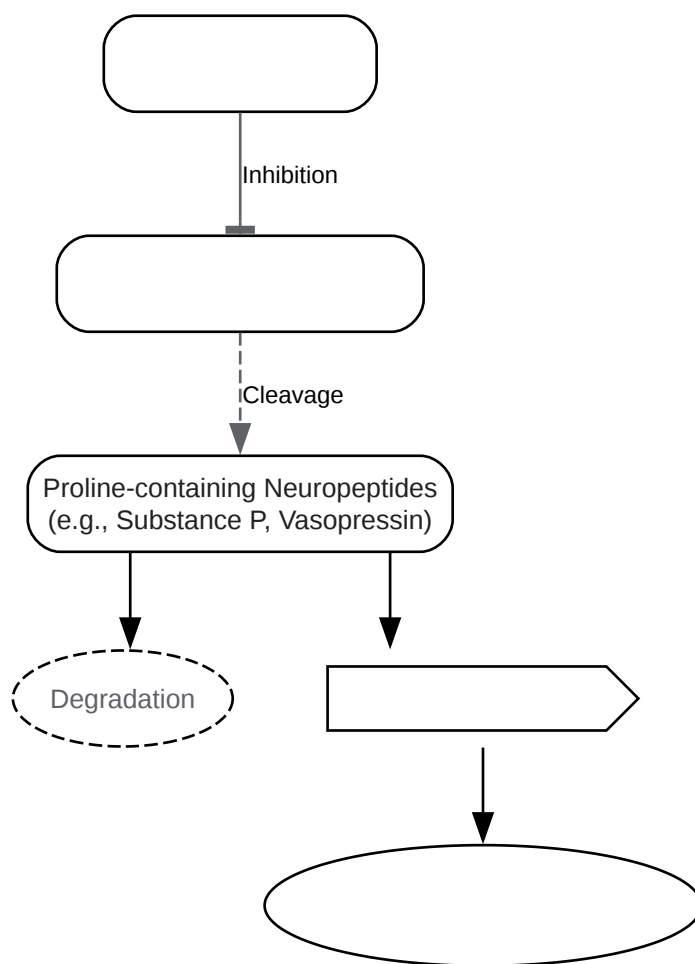 Inhibition
Cleavage
Proline-containing Neuropeptides
(e.g., Substance P, Vasopressin)
Degradation